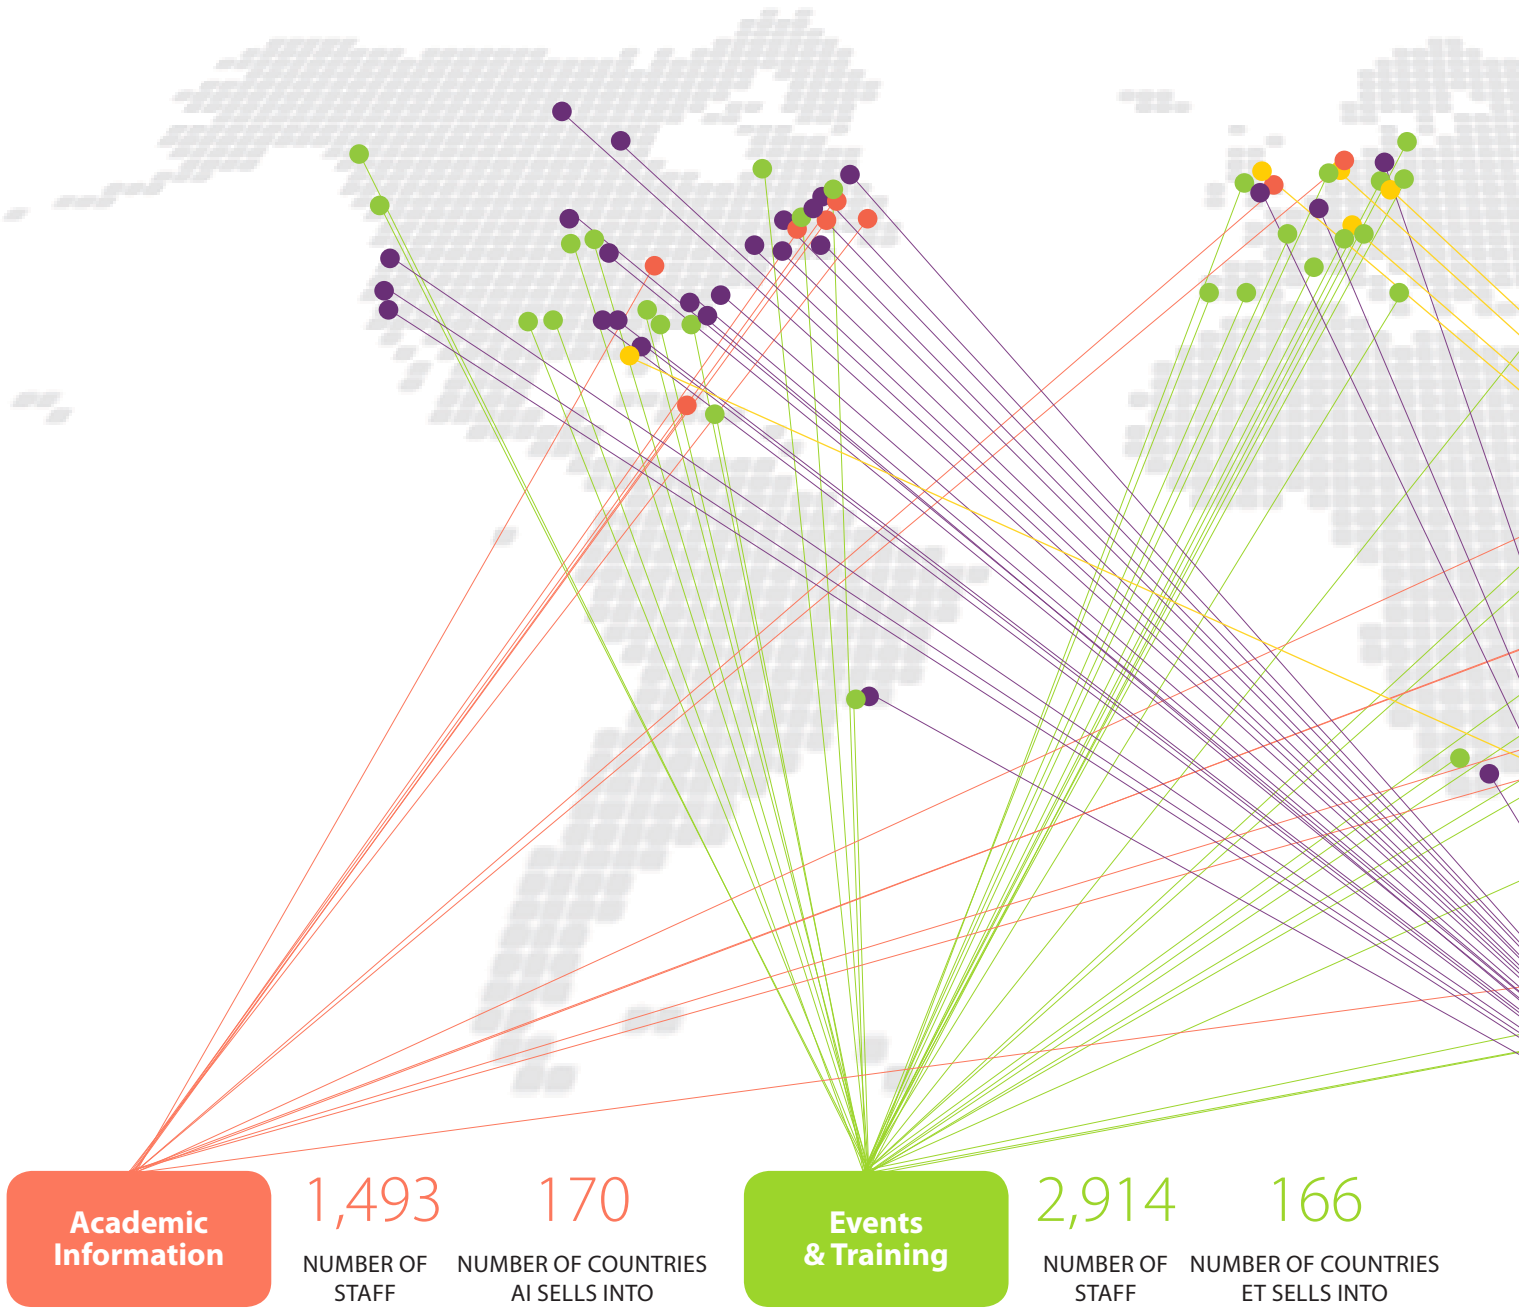 Academic
Information
1,493
NUMBER OF
STAFF
170
NUMBER OF COUNTRIES
AI SELLS INTO
Events
& Training
2,914
NUMBER OF
STAFF
166
NUMBER OF COUNTRIES
ET SELLS INTO